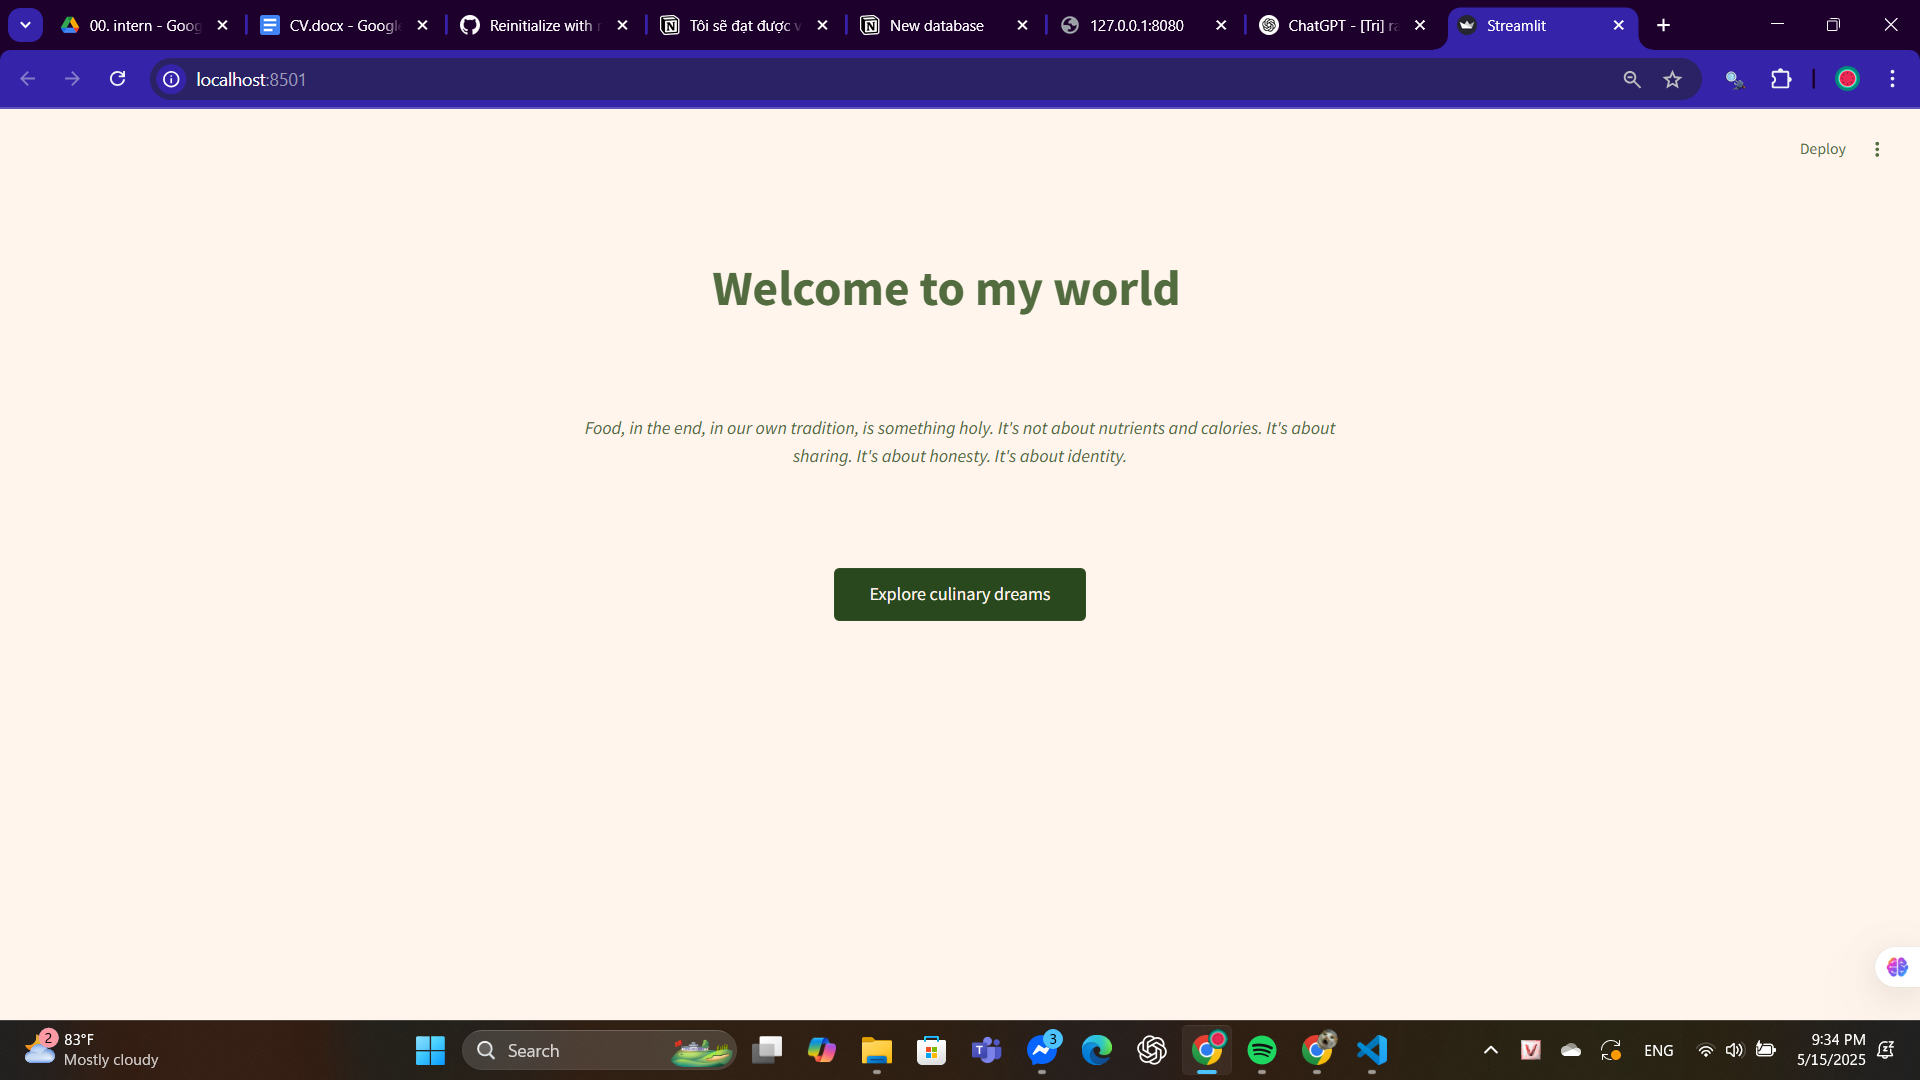 00. intern - Goog
CV.docx - Google
Reinitialize with r
Tôi sẽ đạt được v
New database
127.0.0.1:8080
ChatGPT - [Tri] ra
Streamlit
localhost:8501
Deploy
Welcome to my world
Food, in the end, in our own tradition, is something holy. It's not about nutrients and calories. It's about
sharing. It's about honesty. It's about identity.
Explore culinary dreams
2
83°F
Mostly cloudy
Search
3
ENG
9:34 PM
5/15/2025